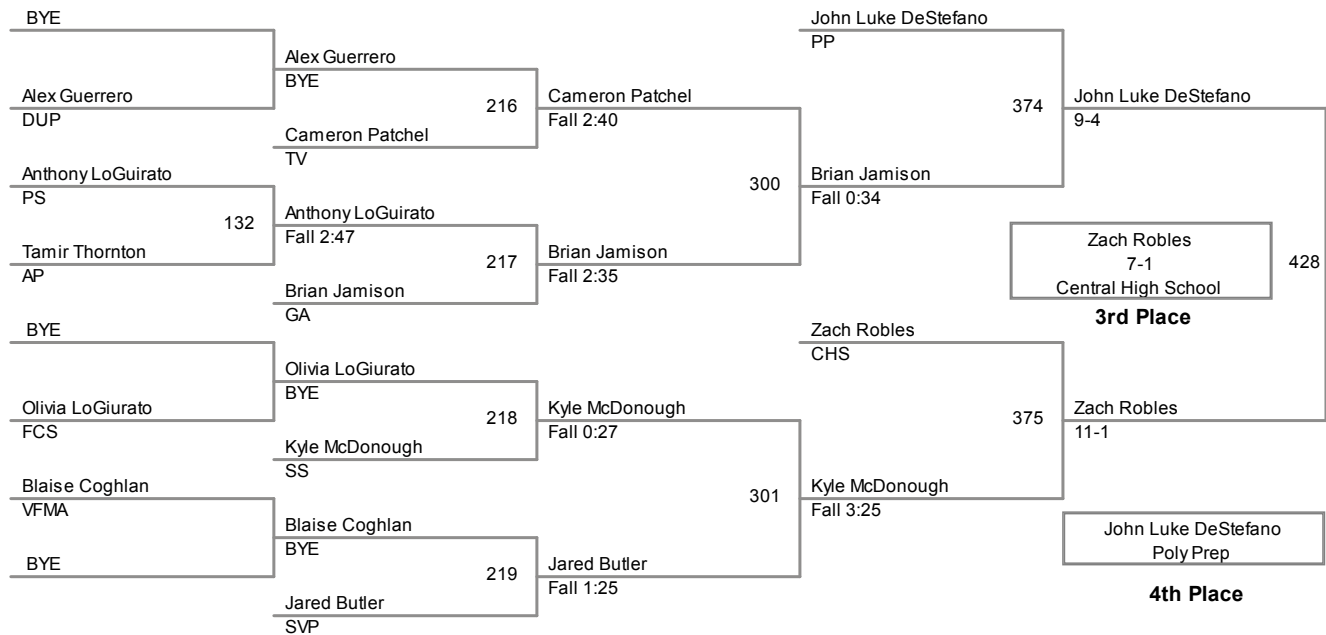 BYE
Alex Guerrero
DUP
Anthony LoGuirato
PS
132
Tamir Thornton
AP
BYE
Olivia LoGiurato
FCS
Blaise Coghlan
VFMA
BYE
Alex Guerrero
BYE
216
Cameron Patchel
TV
Anthony LoGuirato
Fall 2:47
217
Brian Jamison
GA
Olivia LoGiurato
BYE
218
Kyle McDonough
SS
Blaise Coghlan
BYE
219
Jared Butler
SVP
Cameron Patchel
Fall 2:40
300
Brian Jamison
Fall 2:35
Kyle McDonough
Fall 0:27
301
Jared Butler
Fall 1:25
John Luke DeStefano
PP
374
Brian Jamison
Fall 0:34
Zach Robles
CHS
375
Kyle McDonough
Fall 3:25
John Luke DeStefano
9-4
Zach Robles
7-1
Central High School
428
3rd Place
Zach Robles
11-1
John Luke DeStefano
Poly Prep
4th Place